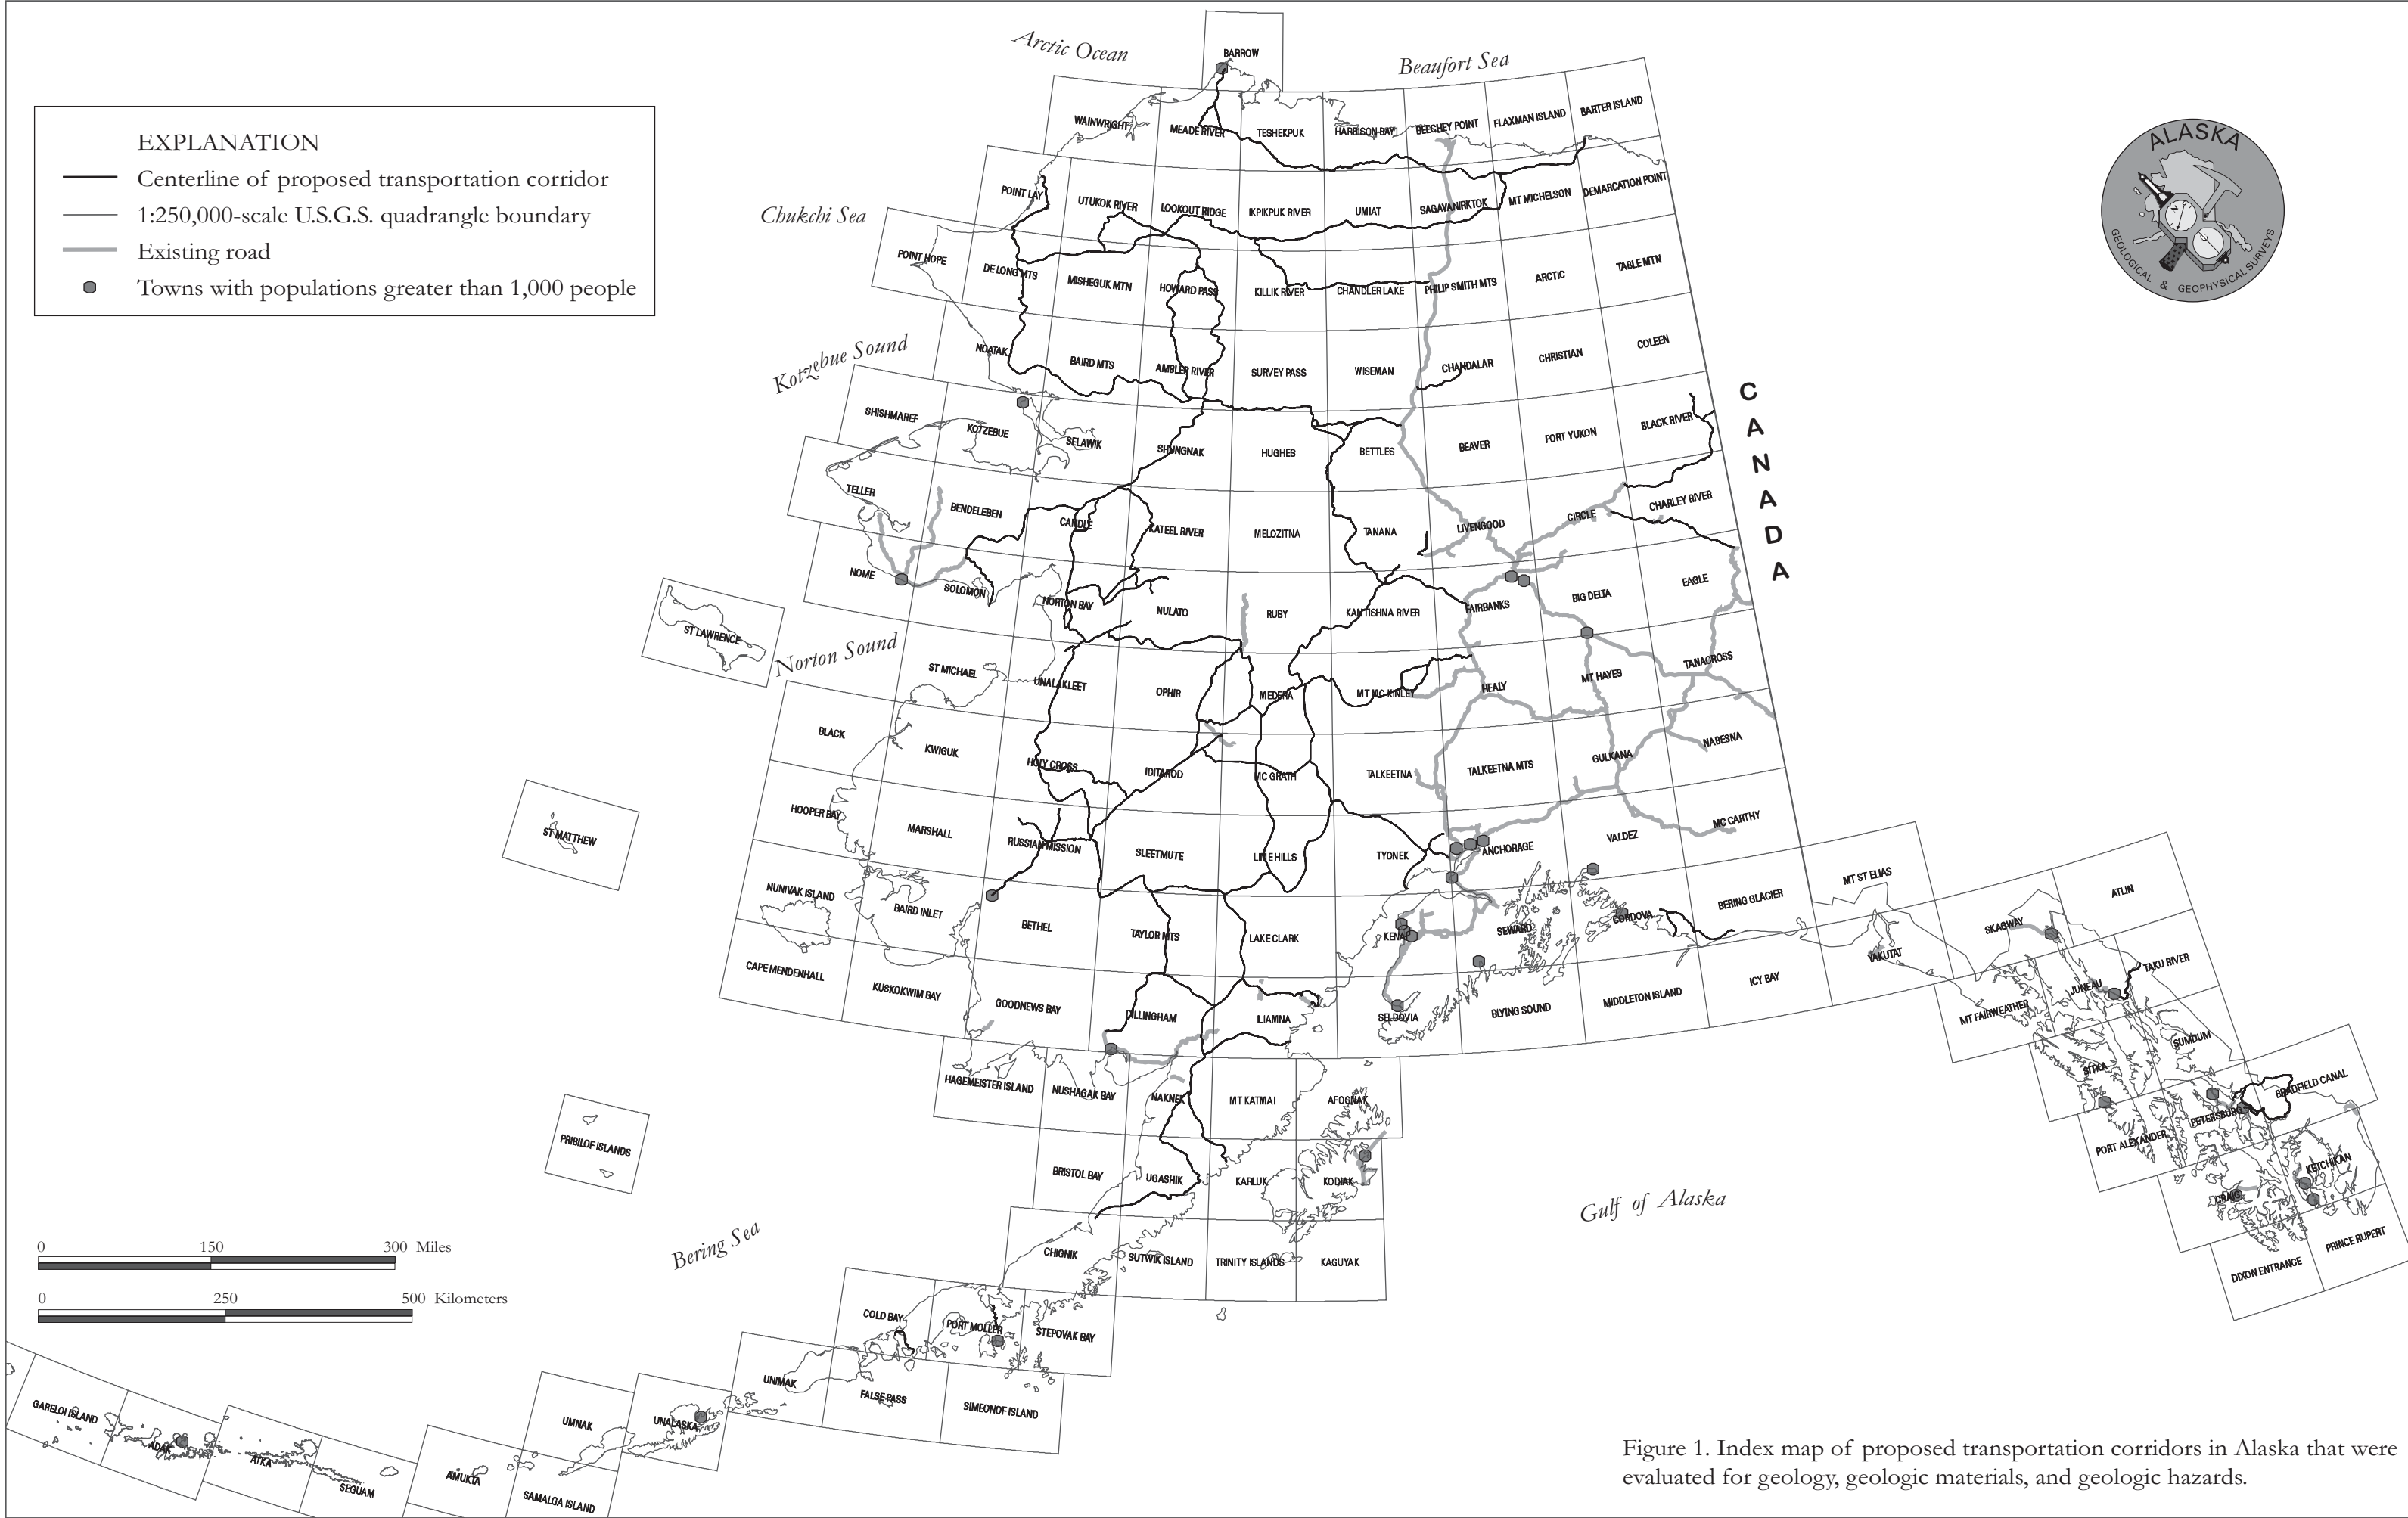 Arctic Ocean
Beaufort Sea
BARROW
EXPLANATION
Centerline of proposed transportation corridor
1:250,000-scale U.S.G.S. quadrangle boundary
Existing road
Towns with populations greater than 1,000 people
ALASKA
GEOLOGICAL & GEOPHYSICAL SURVEYS
WAINWRIGHT
MEADE RIVER
TESHEKPUK
HARRISON BAY
BEECHEY POINT
FLAXMAN ISLAND
BARTER ISLAND
Chukchi Sea
POINT LAY
UTUKOK RIVER
LOOKOUT RIDGE
IKPIKPUK RIVER
UMIAT
SAGAVANIRKTOK
MT MICHELSON
DEMARCATION POINT
POINT HOPE
DE LONG MTS
MISHEGUK MTN
HOWARD PASS
KILLIK RIVER
CHANDLER LAKE
PHILIP SMITH MTS
ARCTIC
TABLE MTN
Kotzebue Sound
NOATAK
BAIRD MTS
AMBLER RIVER
SURVEY PASS
WISEMAN
CHANDALAR
CHRISTIAN
COLEEN
SHISHMAREF
KOTZEBUE
SELAWIK
SHUNGNAK
HUGHES
BETTLES
BEAVER
FORT YUKON
BLACK RIVER
CANADA
TELLER
BENDELEBEN
CANDLE
KATEEL RIVER
MELOZITNA
TANANA
LIVENGOOD
CIRCLE
CHARLEY RIVER
NOME
SOLOMON
NORTON BAY
NULATO
RUBY
KANTISHNA RIVER
FAIRBANKS
BIG DELTA
EAGLE
ST LAWRENCE
Norton Sound
ST MICHAEL
UNALAKLEET
OPHIR
MEDFRA
MT MC KINLEY
HEALY
MT HAYES
TANACROSS
BLACK
KWIGUK
HOLY CROSS
IDITAROD
MC GRATH
TALKEETNA
TALKEETNA MTS
GULKANA
NABESNA
ST MATTHEW
HOOPER BAY
MARSHALL
RUSSIAN MISSION
SLEETMUTE
LIME HILLS
TYONEK
ANCHORAGE
VALDEZ
MC CARTHY
NUNIVAK ISLAND
BAIRD INLET
BETHEL
TAYLOR MTS
LAKE CLARK
KENAI
SEWARD
CORDOVA
BERING GLACIER
MT ST ELIAS
YAKUTAT
SKAGWAY
ATLIN
CAPE MENDENHALL
KUSKOKWIM BAY
GOODNEWS BAY
DILLINGHAM
ILIAMNA
SELDOVIA
BLYING SOUND
MIDDLETON ISLAND
ICY BAY
MT FAIRWEATHER
JUNEAU
TAKU RIVER
HAGEMEISTER ISLAND
NUSHAGAK BAY
NAKNEK
MT KATMAI
AFOGNAK
SITKA
SUMDUM
PRIBILOF ISLANDS
BRISTOL BAY
UGASHIK
KARLUK
KODIAK
PORT ALEXANDER
PETERSBURG
BRADFIELD CANAL
Gulf of Alaska
CRAIG
KETCHIKAN
Bering Sea
CHIGNIK
SUTWIK ISLAND
TRINITY ISLANDS
KAGUYAK
DIXON ENTRANCE
PRINCE RUPERT
0 150 300 Miles
0 250 500 Kilometers
COLD BAY
PORT MOLLER
STEPOVAK BAY
UNIMAK
FALSE PASS
SIMEONOF ISLAND
GARELOI ISLAND
ADAK
ATKA
SEGUAM
AMUKTA
SAMALGA ISLAND
UMNAK
UNALASKA
Figure 1. Index map of proposed transportation corridors in Alaska that were
evaluated for geology, geologic materials, and geologic hazards.